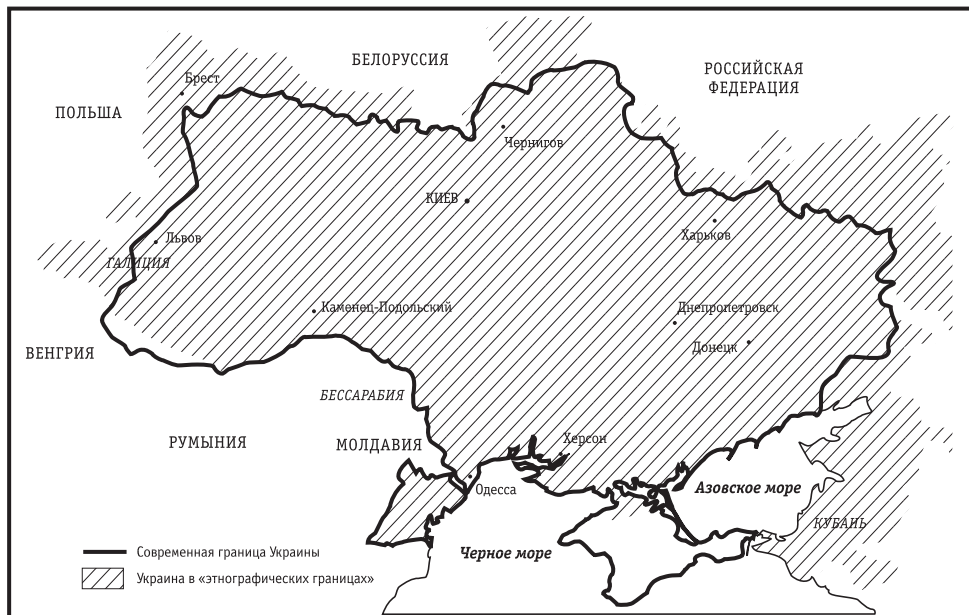 БЕЛОРУССИЯ
РОССИЙСКАЯ
ФЕДЕРАЦИЯ
Брест
ПОЛЬША
Чернигов
КИЕВ
Харьков
Львов
ГАЛИЦИЯ
Каменец-Подольский
Днепропетровск
Донецк
ВЕНГРИЯ
БЕССАРАБИЯ
РУМЫНИЯ
МОЛДАВИЯ
Херсон
Одесса
Азовское море
КУБАНЬ
Черное море
Современная граница Украины
Украина в «этнографических границах»